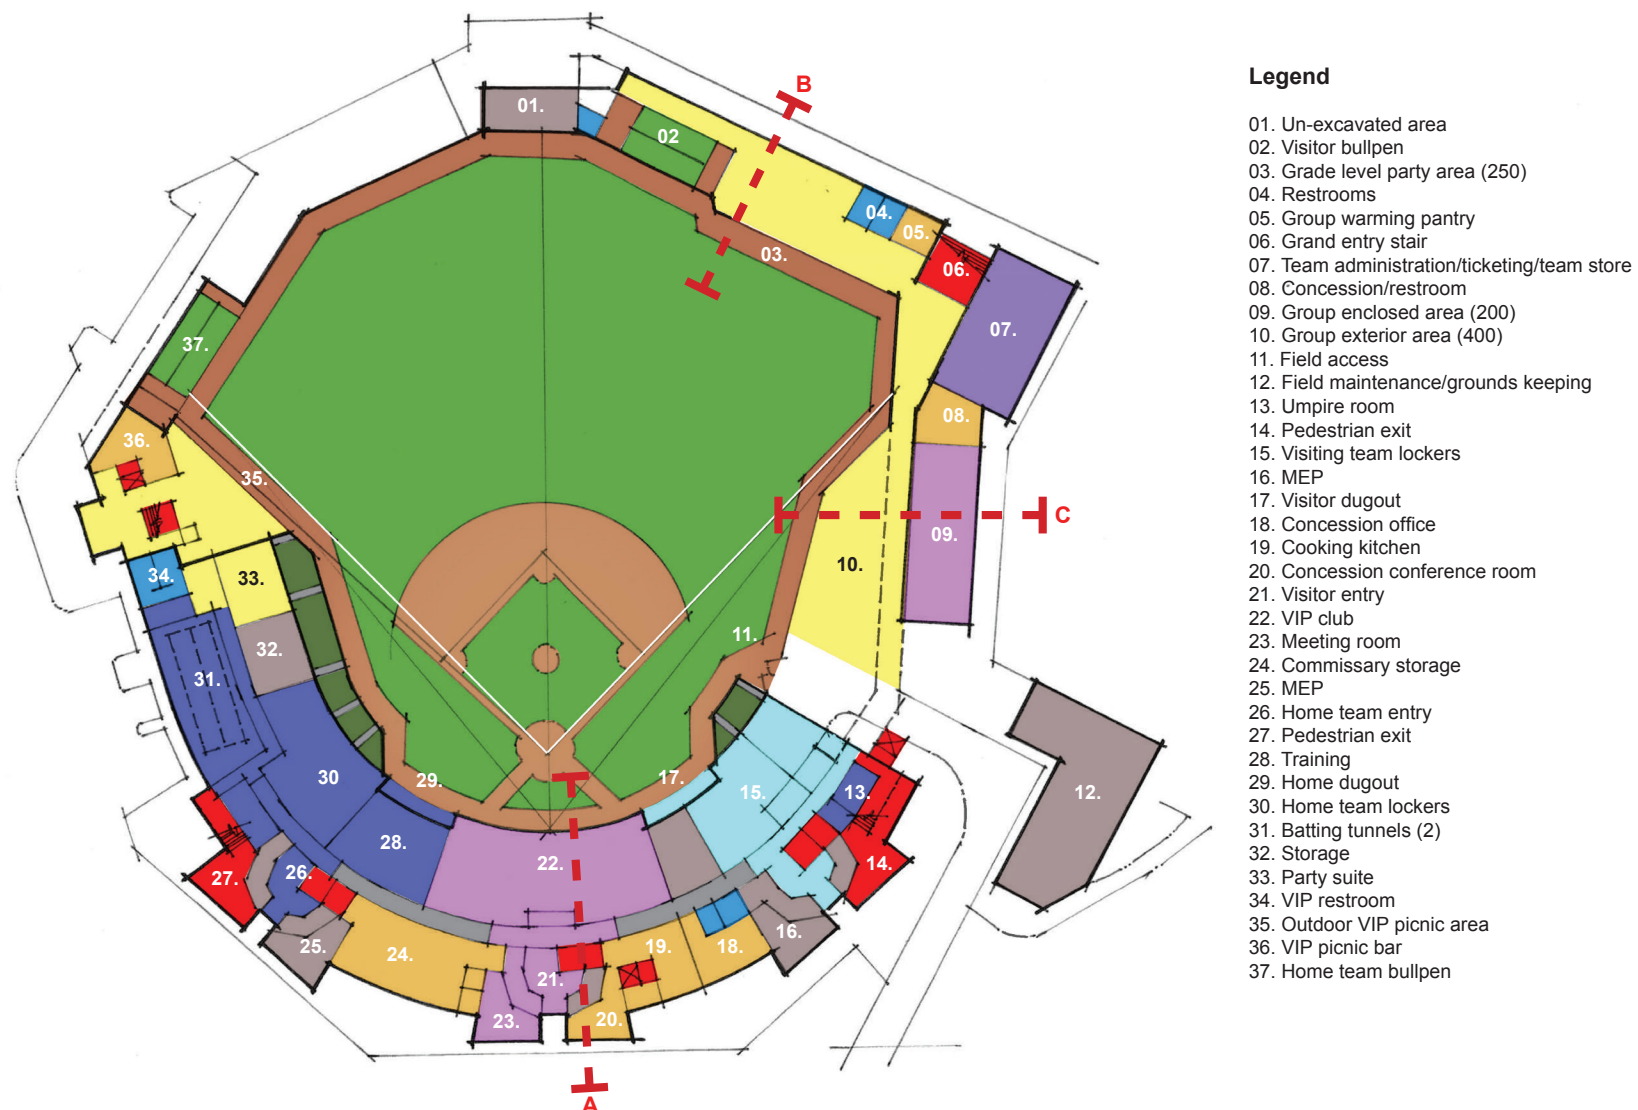 B
Legend
01. Un-excavated area
02. Visitor bullpen
03. Grade level party area (250)
04. Restrooms
05. Group warming pantry
06. Grand entry stair
07. Team administration/ticketing/team store
08. Concession/restroom
09. Group enclosed area (200)
10. Group exterior area (400)
11. Field access
12. Field maintenance/grounds keeping
13. Umpire room
14. Pedestrian exit
15. Visiting team lockers
16. MEP
17. Visitor dugout
18. Concession office
19. Cooking kitchen
20. Concession conference room
21. Visitor entry
22. VIP club
23. Meeting room
24. Commissary storage
25. MEP
26. Home team entry
27. Pedestrian exit
28. Training
29. Home dugout
30. Home team lockers
31. Batting tunnels (2)
32. Storage
33. Party suite
34. VIP restroom
35. Outdoor VIP picnic area
36. VIP picnic bar
37. Home team bullpen
01.
02
04.
05.
03.
06.
07.
37.
08.
36.
35.
C
09.
10.
34.
33.
11.
32.
31.
30
29.
17.
15.
13.
12.
28.
22.
14.
26.
27.
25.
24.
19.
18.
16.
21.
23.
20.
A